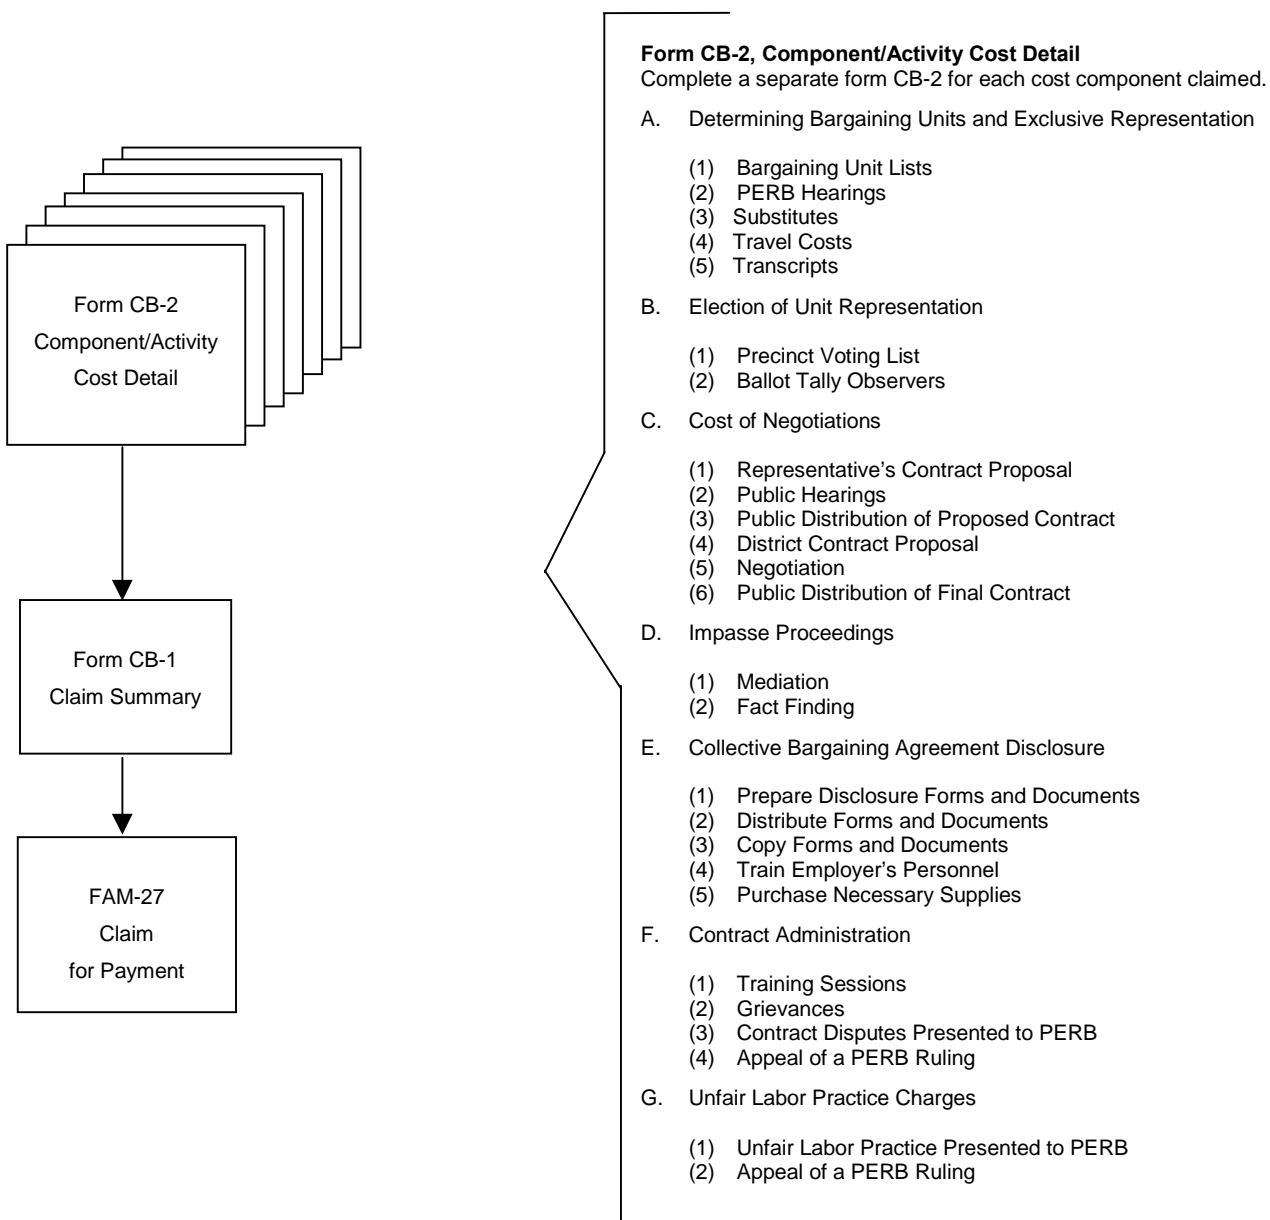 Form CB-2
Component/Activity
Cost Detail
Form CB-1
Claim Summary
FAM-27
Claim
for Payment
Form CB-2, Component/Activity Cost Detail
Complete a separate form CB-2 for each cost component claimed.
A. Determining Bargaining Units and Exclusive Representation
(1) Bargaining Unit Lists
(2) PERB Hearings
(3) Substitutes
(4) Travel Costs
(5) Transcripts
B. Election of Unit Representation
(1) Precinct Voting List
(2) Ballot Tally Observers
C. Cost of Negotiations
(1) Representative's Contract Proposal
(2) Public Hearings
(3) Public Distribution of Proposed Contract
(4) District Contract Proposal
(5) Negotiation
(6) Public Distribution of Final Contract
D. Impasse Proceedings
(1) Mediation
(2) Fact Finding
E. Collective Bargaining Agreement Disclosure
(1) Prepare Disclosure Forms and Documents
(2) Distribute Forms and Documents
(3) Copy Forms and Documents
(4) Train Employer's Personnel
(5) Purchase Necessary Supplies
F. Contract Administration
(1) Training Sessions
(2) Grievances
(3) Contract Disputes Presented to PERB
(4) Appeal of a PERB Ruling
G. Unfair Labor Practice Charges
(1) Unfair Labor Practice Presented to PERB
(2) Appeal of a PERB Ruling